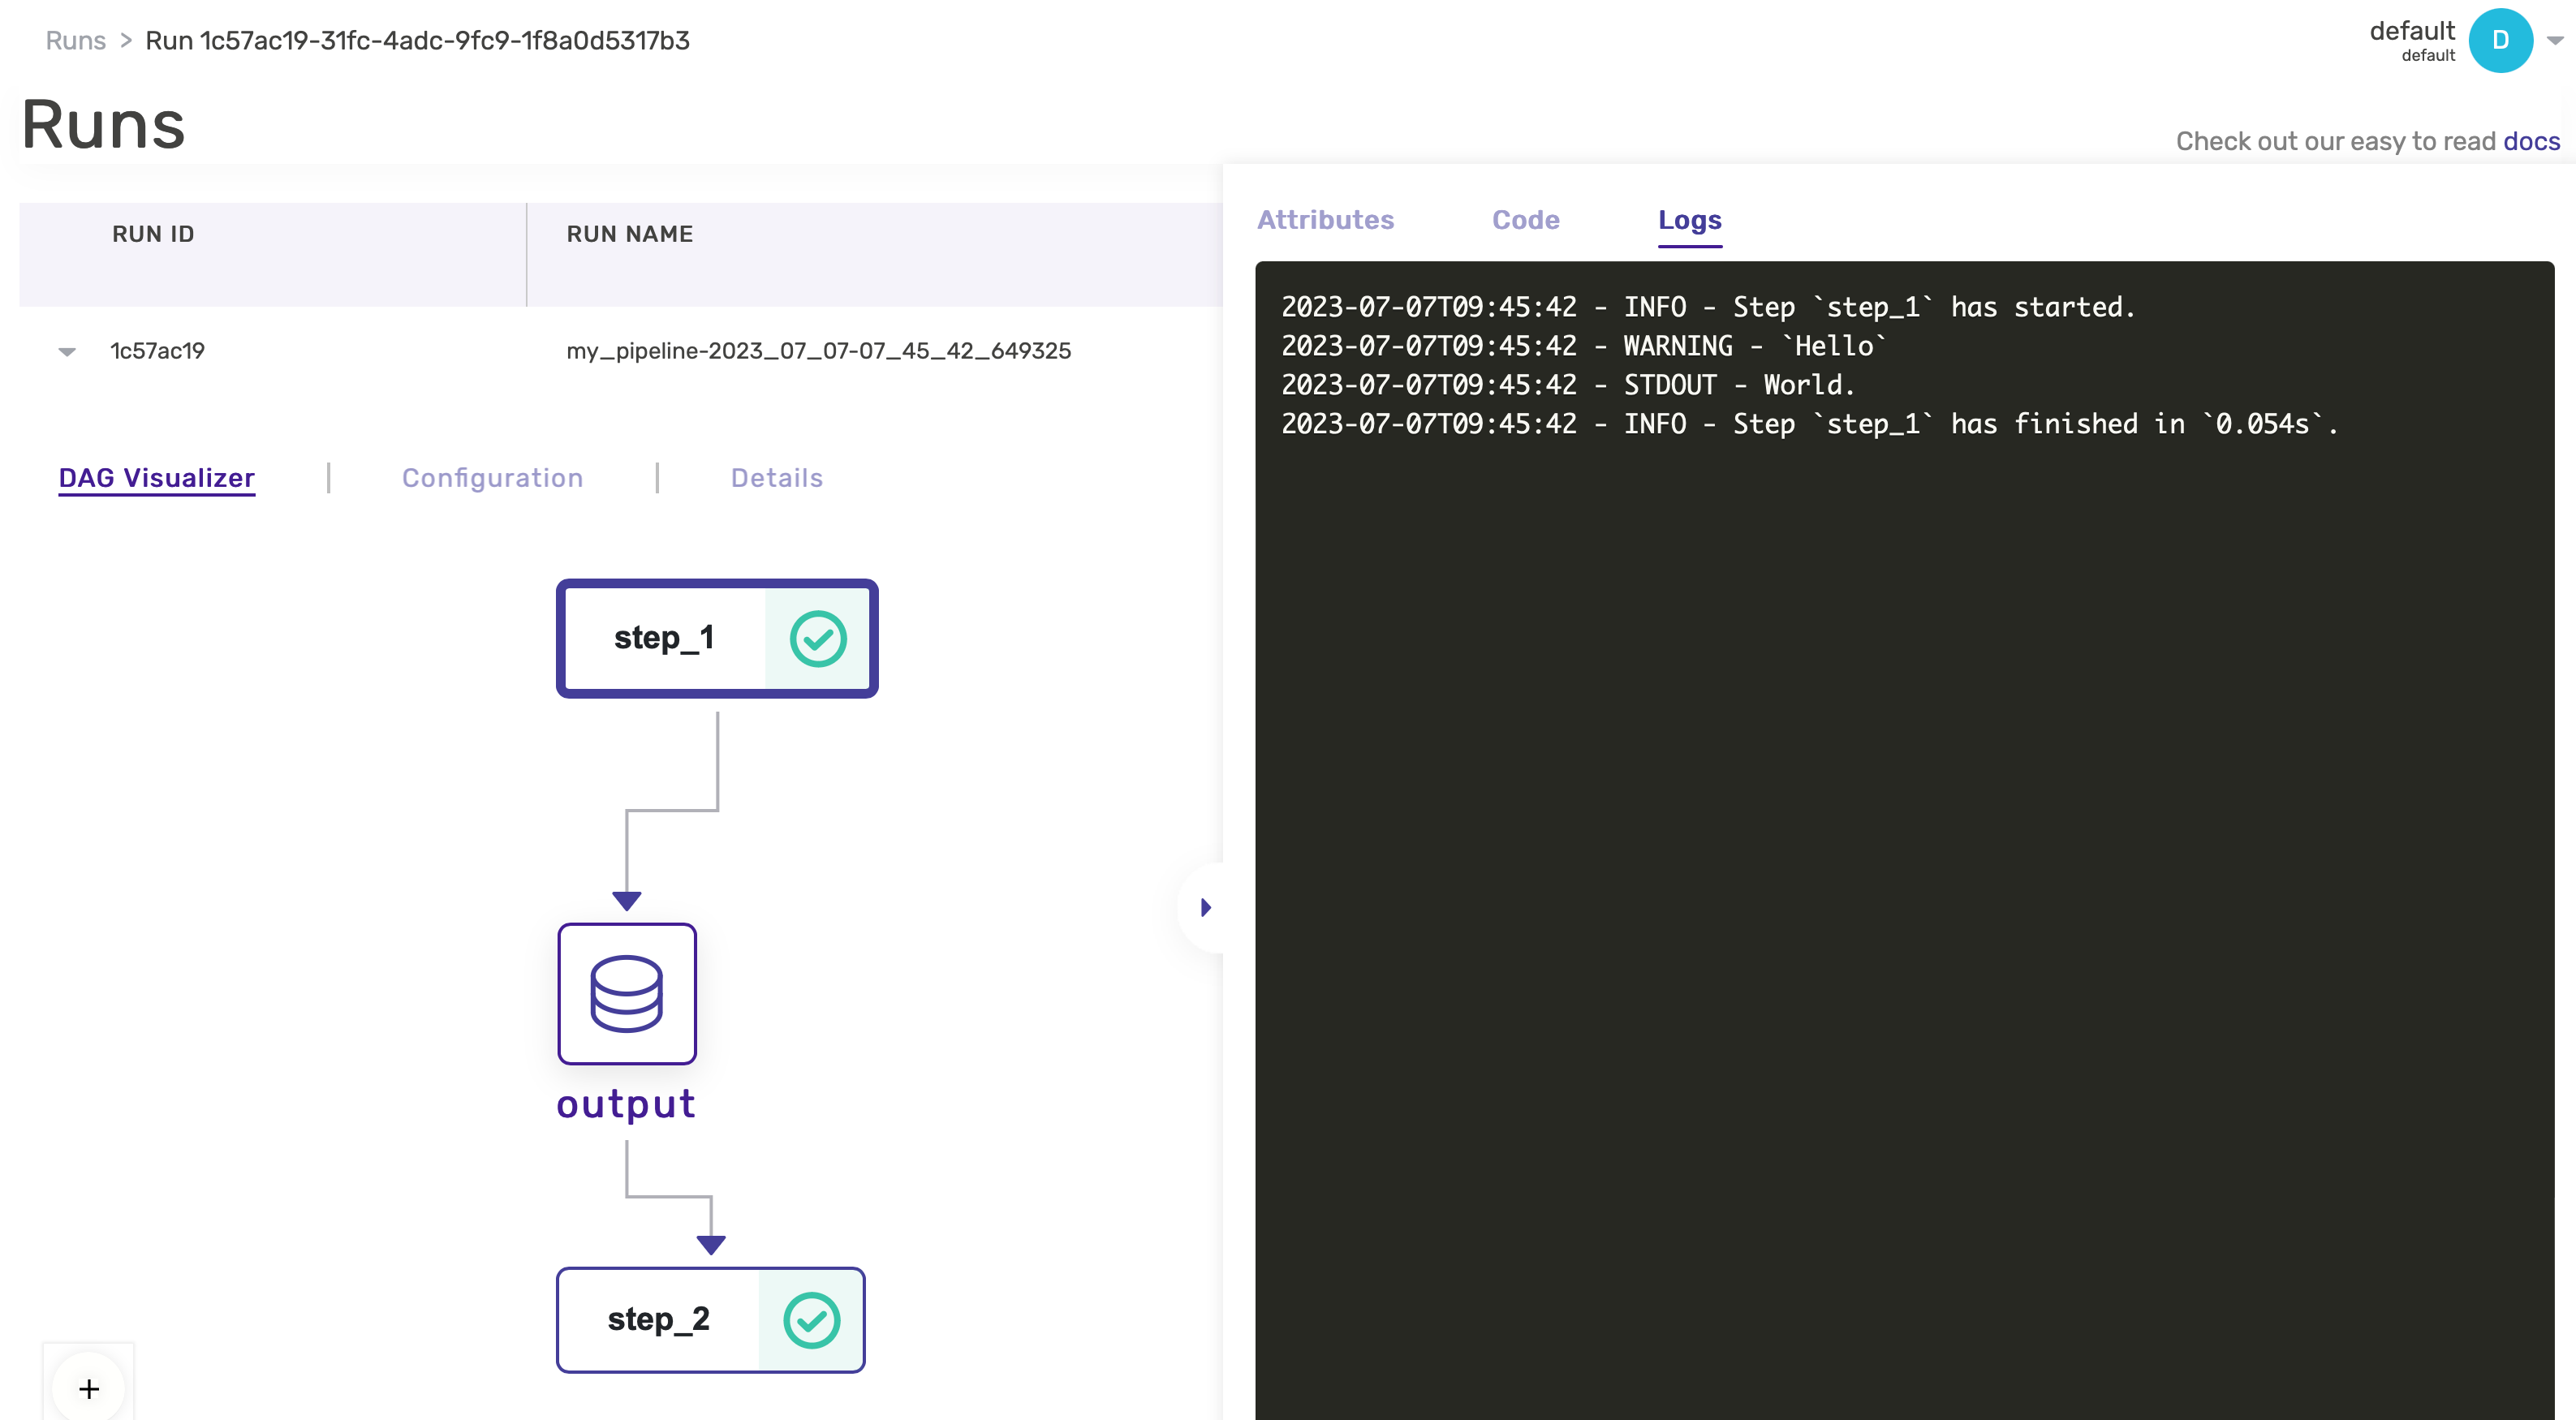 Runs > Run 1c57ac19-31fc-4adc-9fc9-1f8a0d5317b3
default
default
D
Runs
Check out our easy to read docs
RUN ID
RUN NAME
1c57ac19
my_pipeline-2023_07_07-07_45_42_649325
DAG Visualizer | Configuration | Details
step_1
output
step_2
+
Attributes
Code
Logs
2023-07-07T09:45:42 - INFO - Step `step_1` has started.
2023-07-07T09:45:42 - WARNING - `Hello`
2023-07-07T09:45:42 - STDOUT - World.
2023-07-07T09:45:42 - INFO - Step `step_1` has finished in `0.054s`.